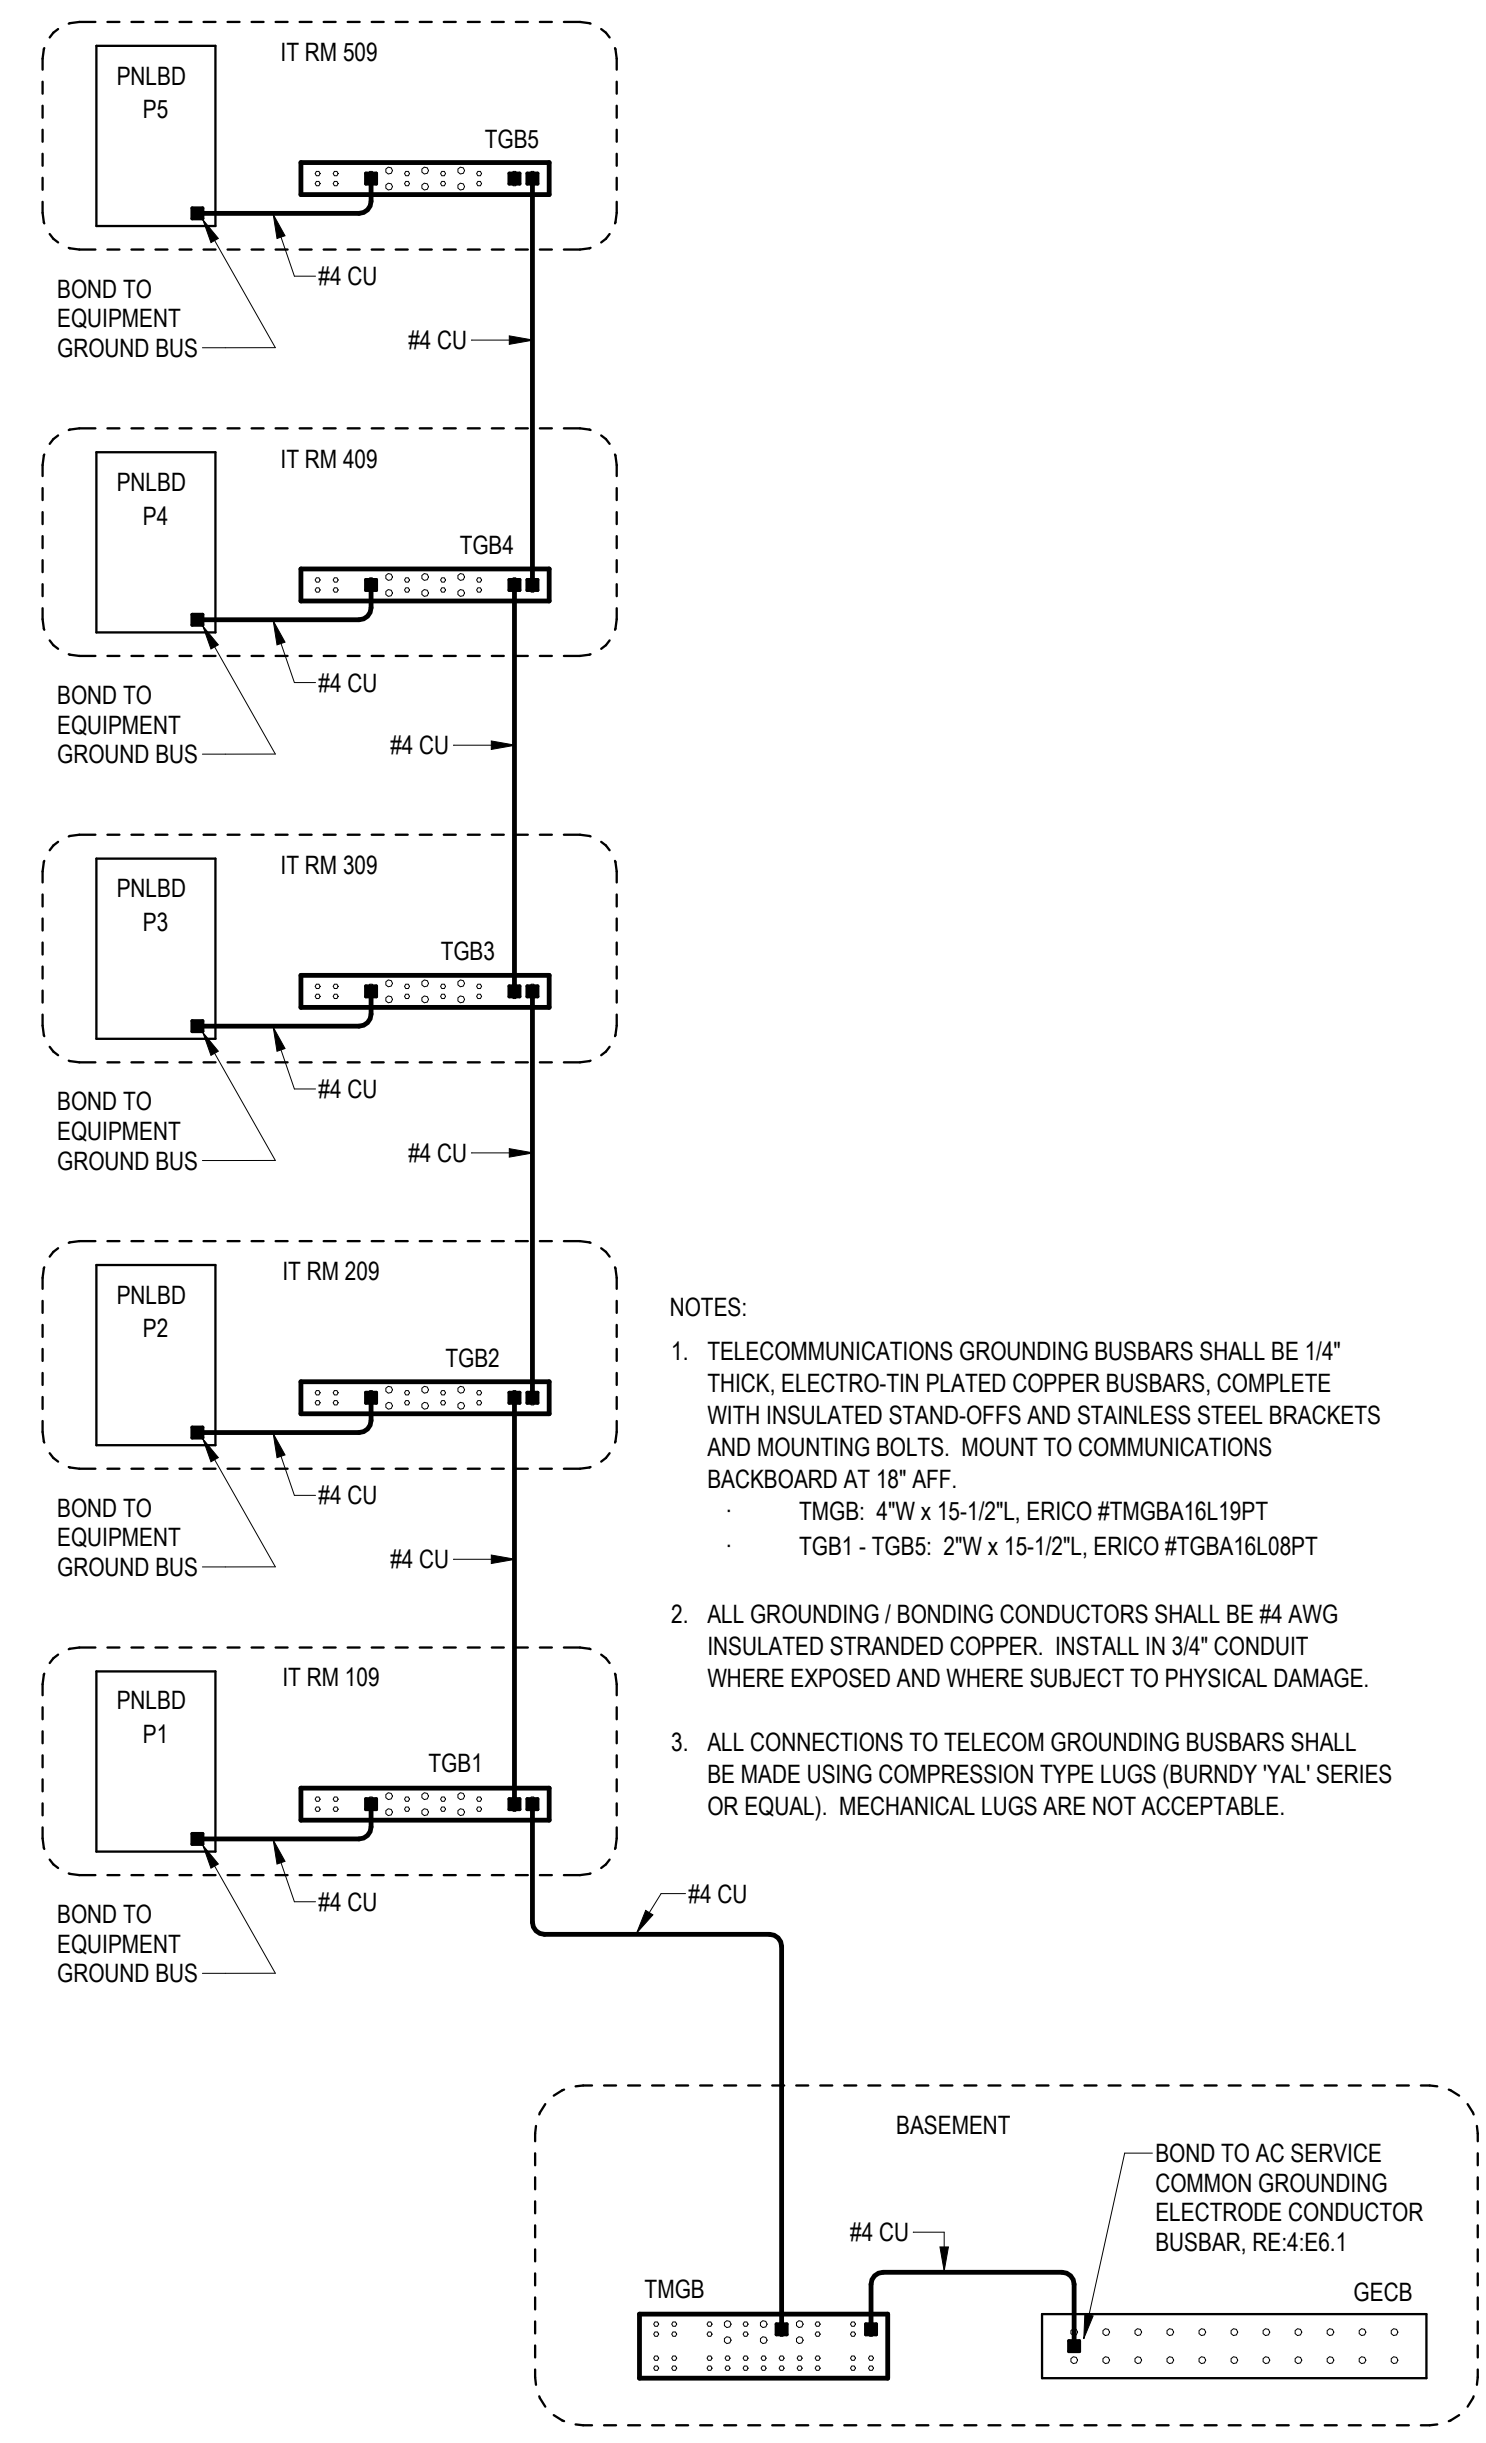 IT RM 509
PNLBD
P5
TGB5
#4 CU
BOND TO
EQUIPMENT
GROUND BUS
#4 CU
IT RM 409
PNLBD
P4
TGB4
#4 CU
BOND TO
EQUIPMENT
GROUND BUS
#4 CU
IT RM 309
PNLBD
P3
TGB3
#4 CU
BOND TO
EQUIPMENT
GROUND BUS
#4 CU
IT RM 209
PNLBD
P2
TGB2
#4 CU
BOND TO
EQUIPMENT
GROUND BUS
#4 CU
IT RM 109
PNLBD
P1
TGB1
#4 CU
BOND TO
EQUIPMENT
GROUND BUS
#4 CU
NOTES:
1. TELECOMMUNICATIONS GROUNDING BUSBARS SHALL BE 1/4"
THICK, ELECTRO-TIN PLATED COPPER BUSBARS, COMPLETE
WITH INSULATED STAND-OFFS AND STAINLESS STEEL BRACKETS
AND MOUNTING BOLTS. MOUNT TO COMMUNICATIONS
BACKBOARD AT 18" AFF.
· TMGB: 4"W x 15-1/2"L, ERICO #TMGBA16L19PT
· TGB1 - TGB5: 2"W x 15-1/2"L, ERICO #TGBA16L08PT
2. ALL GROUNDING / BONDING CONDUCTORS SHALL BE #4 AWG
INSULATED STRANDED COPPER. INSTALL IN 3/4" CONDUIT
WHERE EXPOSED AND WHERE SUBJECT TO PHYSICAL DAMAGE.
3. ALL CONNECTIONS TO TELECOM GROUNDING BUSBARS SHALL
BE MADE USING COMPRESSION TYPE LUGS (BURNDY 'YAL' SERIES
OR EQUAL). MECHANICAL LUGS ARE NOT ACCEPTABLE.
BASEMENT
BOND TO AC SERVICE
COMMON GROUNDING
ELECTRODE CONDUCTOR
BUSBAR, RE:4:E6.1
#4 CU
TMGB
GECB